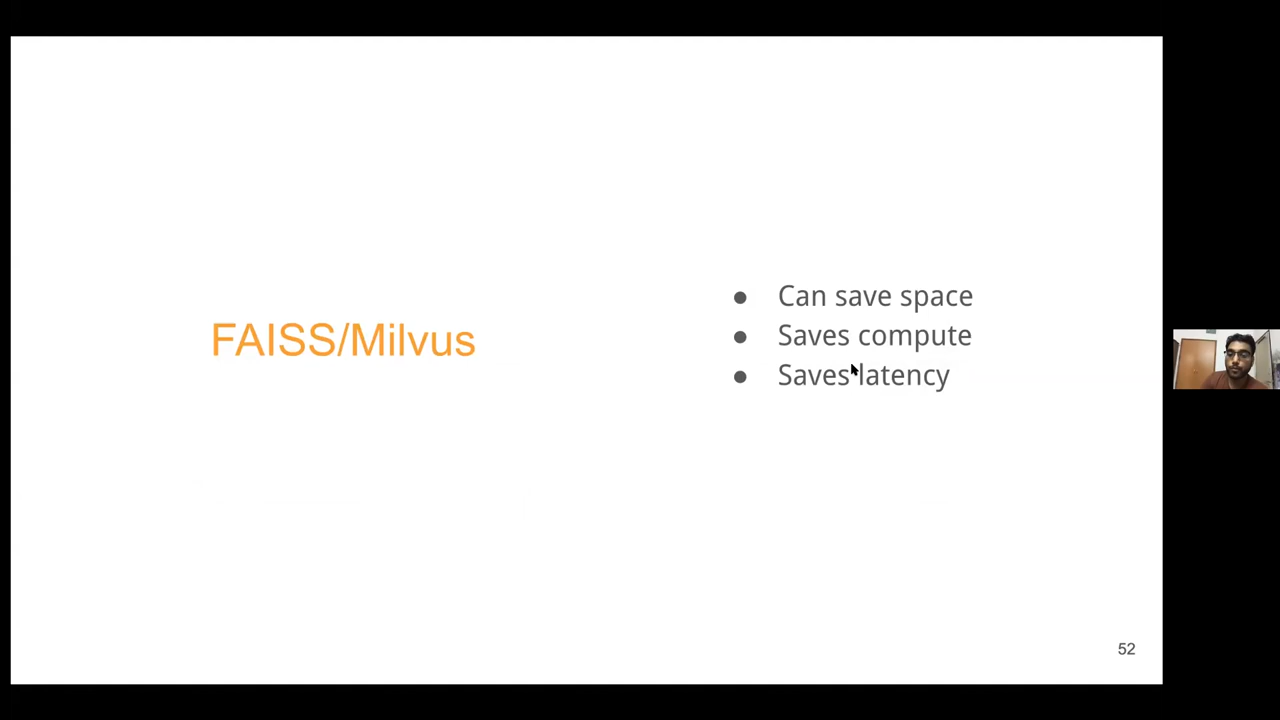 FAISS/Milvus
● Can save space
● Saves compute
● Saves latency
52